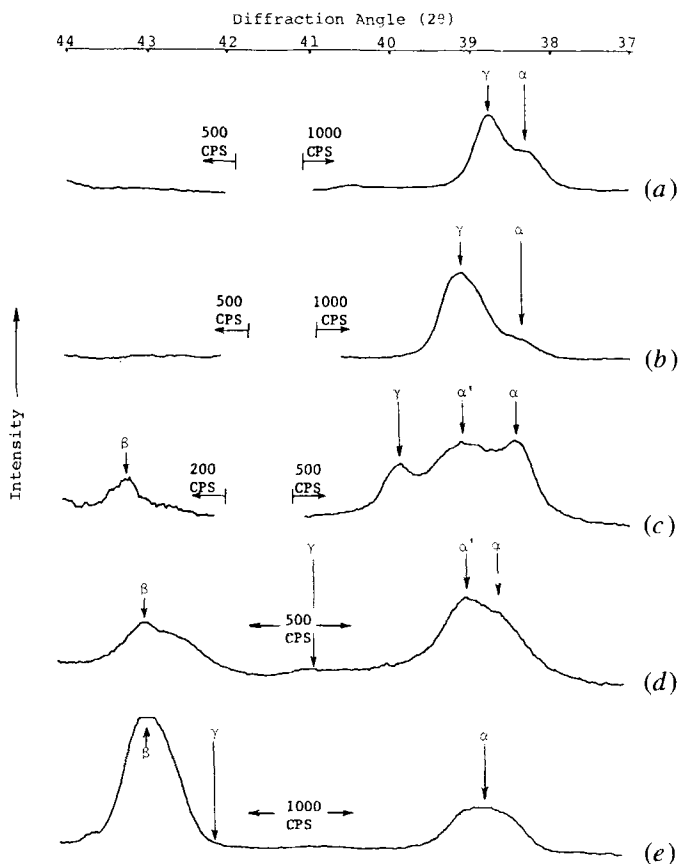 Diffraction Angle (2θ)
44 43 42 41 40 39 38 37
γ α
500 CPS 1000 CPS
(a)
γ α
500 CPS 1000 CPS
(b)
γ α' α
β
200 CPS 500 CPS
(c)
γ α' α
β
500 CPS
(d)
β γ α
1000 CPS
(e)
Intensity